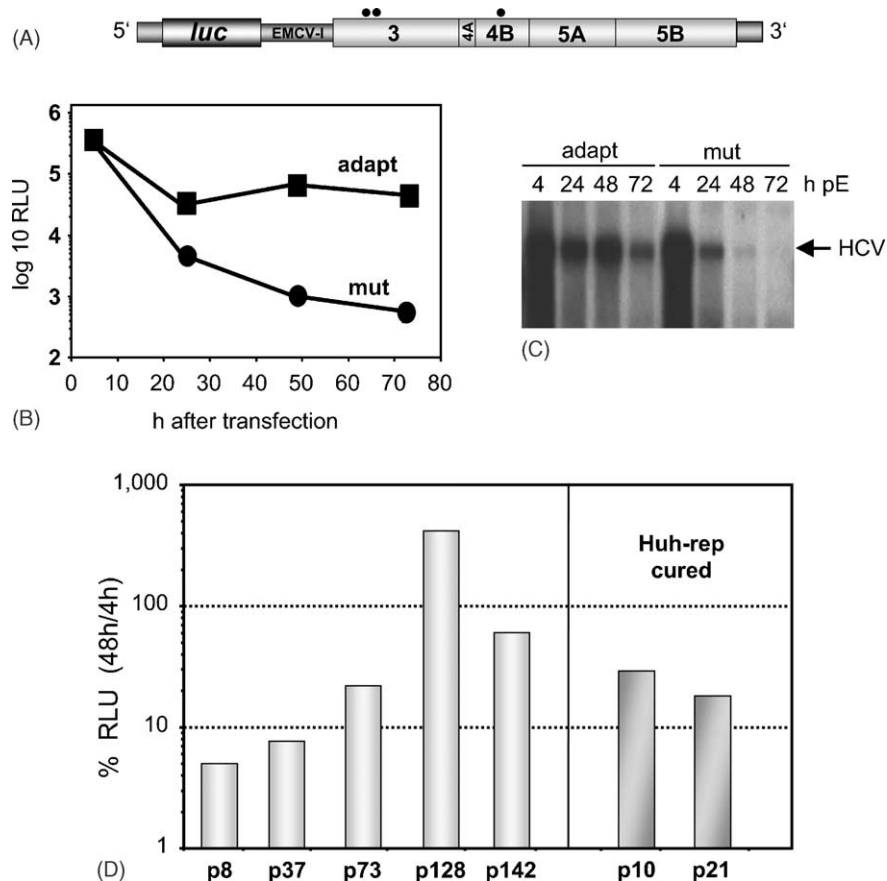 (A) 5‘ luc EMCV-I 3 4A 4B 5A 5B 3‘
6
5
4
3
2
log 10 RLU
adapt
mut
0 10 20 30 40 50 60 70 80
h after transfection
(B)
adapt mut
4 24 48 72 4 24 48 72 h pE
HCV
(C)
1,000
100
10
1
% RLU (48h/4h)
Huh-rep
cured
p8 p37 p73 p128 p142 p10 p21
(D)